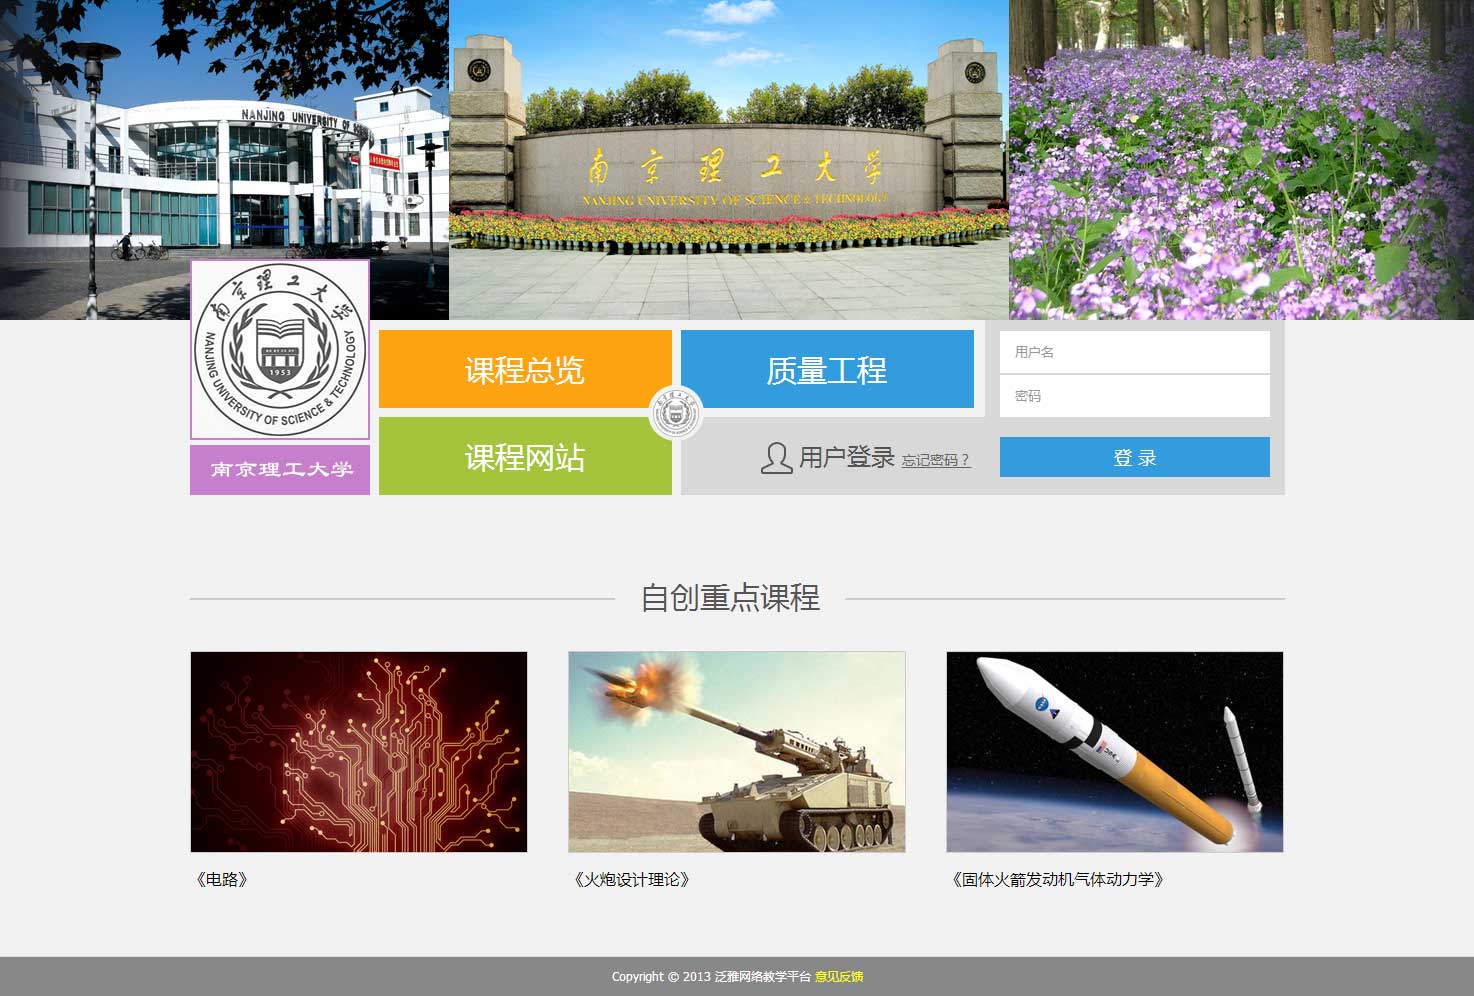 NANJING UNIVERSITY OF SCIE
南京理工大学
NANJING UNIVERSITY OF SCIENCE & TECHNOLOGY
南京理工大学
NANJING UNIVERSITY OF SCIENCE & TECHNOLOGY
1953
南京理工大学
课程总览
质量工程
课程网站
用户登录 忘记密码?
用户名
密码
登 录
自创重点课程
《电路》
《火炮设计理论》
《固体火箭发动机气体动力学》
Copyright © 2013 泛雅网络教学平台 意见反馈